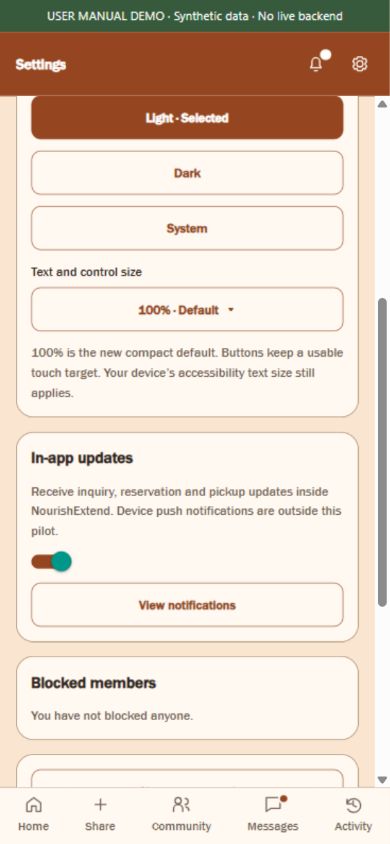 USER MANUAL DEMO · Synthetic data · No live backend
Settings
Light · Selected
Dark
System
Text and control size
100% · Default
100% is the new compact default. Buttons keep a usable
touch target. Your device's accessibility text size still
applies.
In-app updates
Receive inquiry, reservation and pickup updates inside
NourishExtend. Device push notifications are outside this
pilot.
View notifications
Blocked members
You have not blocked anyone.
Home
Share
Community
Messages
Activity